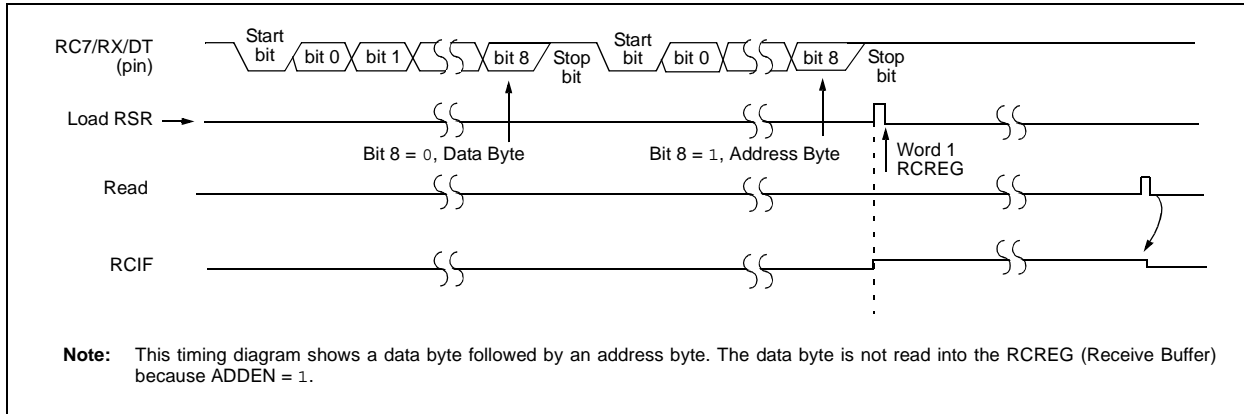 RC7/RX/DT
(pin)
Start
bit
bit 0
bit 1
bit 8
Stop
bit
Start
bit
bit 0
bit 8
Stop
bit
Load RSR
Bit 8 = 0, Data Byte
Bit 8 = 1, Address Byte
Word 1
RCREG
Read
RCIF
Note: This timing diagram shows a data byte followed by an address byte. The data byte is not read into the RCREG (Receive Buffer)
because ADDEN = 1.